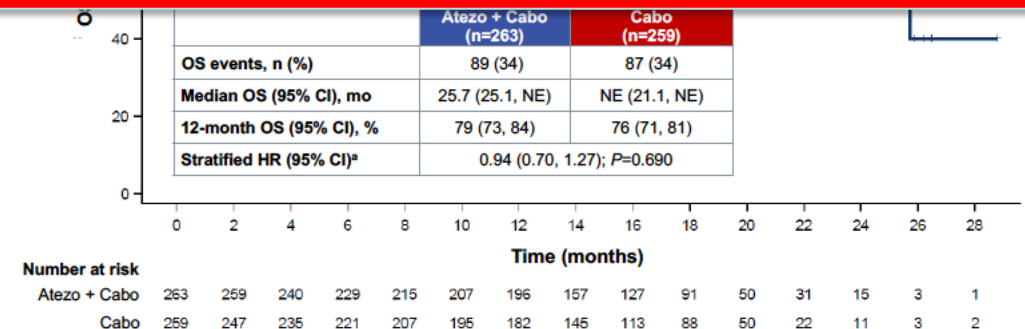 O
Atezo + Cabo
(n=263)
Cabo
(n=259)
40
OS events, n (%) 89 (34) 87 (34)
Median OS (95% CI), mo 25.7 (25.1, NE) NE (21.1, NE)
20
12-month OS (95% CI), % 79 (73, 84) 76 (71, 81)
Stratified HR (95% CI)ᵃ 0.94 (0.70, 1.27); P=0.690
0
0 2 4 6 8 10 12 14 16 18 20 22 24 26 28
Time (months)
Number at risk
Atezo + Cabo 263 259 240 229 215 207 196 157 127 91 50 31 15 3 1
Cabo 259 247 235 221 207 195 182 145 113 88 50 22 11 3 2